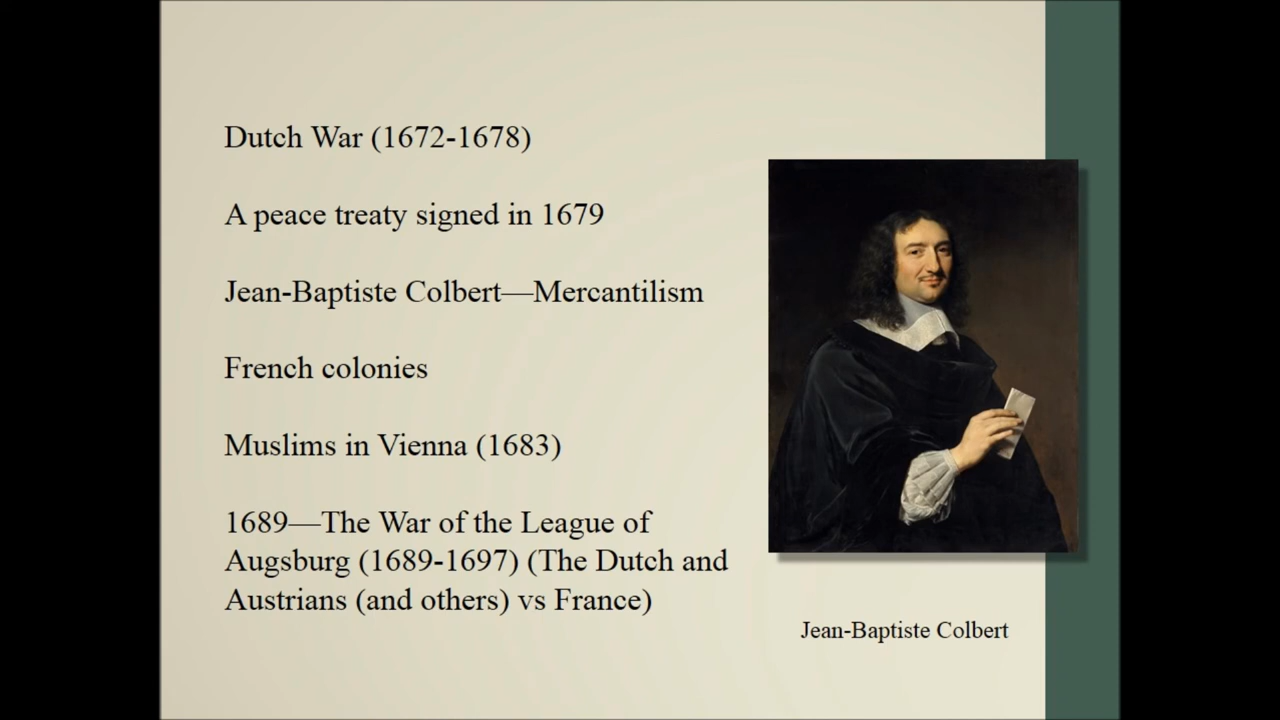 Dutch War (1672-1678)
A peace treaty signed in 1679
Jean-Baptiste Colbert—Mercantilism
French colonies
Muslims in Vienna (1683)
1689—The War of the League of
Augsburg (1689-1697) (The Dutch and
Austrians (and others) vs France)
Jean-Baptiste Colbert